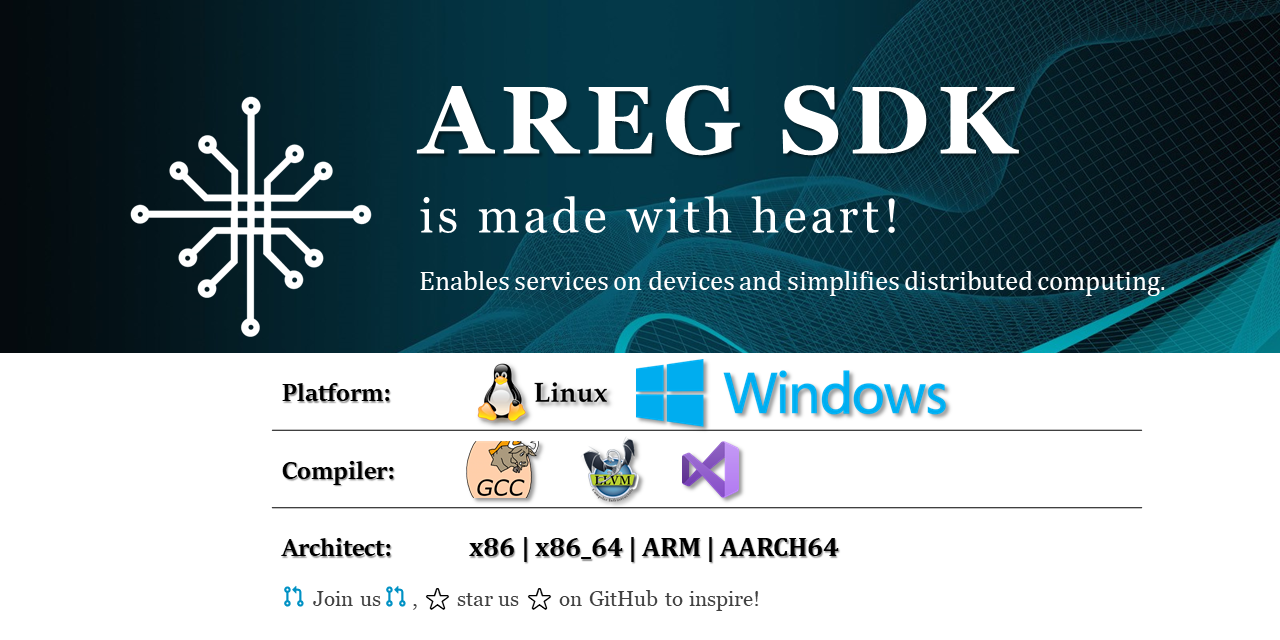 AREG SDK
is made with heart!
Enables services on devices and simplifies distributed computing.
Platform: Linux Windows
Compiler: GCC LLVM
Architect: x86 | x86_64 | ARM | AARCH64
Join us , star us on GitHub to inspire!